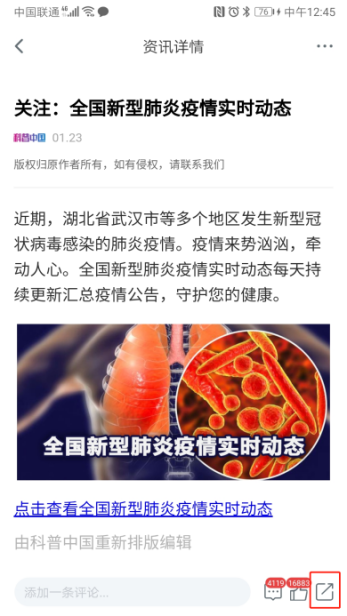 中国联通 76 中午12:45
资讯详情
关注：全国新型肺炎疫情实时动态
科普中国 01.23
版权归原作者所有，如有侵权，请联系我们
近期，湖北省武汉市等多个地区发生新型冠
状病毒感染的肺炎疫情。疫情来势汹汹，牵
动人心。全国新型肺炎疫情实时动态每天持
续更新汇总疫情公告，守护您的健康。
全国新型肺炎疫情实时动态
点击查看全国新型肺炎疫情实时动态
由科普中国重新排版编辑
添加一条评论... 4119 16883